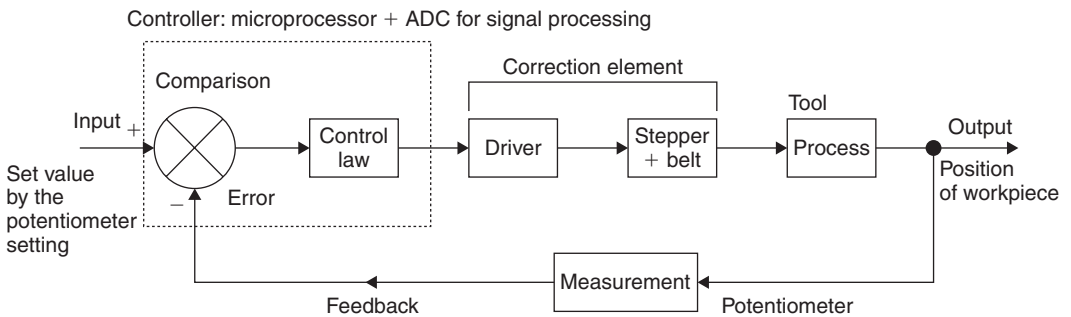 Controller: microprocessor + ADC for signal processing
Comparison
Correction element
Input
+
Control
law
Driver
Stepper
+ belt
Tool
Process
Output
Position
of workpiece
Set value
by the
potentiometer
setting
−
Error
Measurement
Feedback
Potentiometer